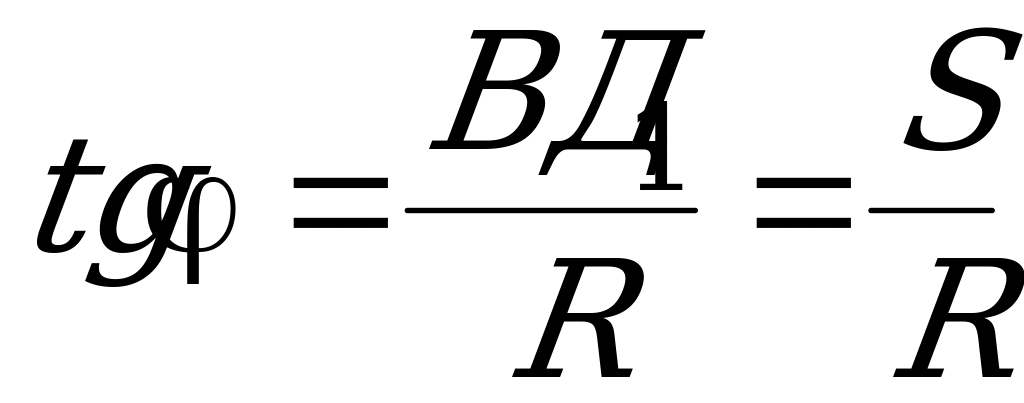 tgφ = ВД₁/R = S/R